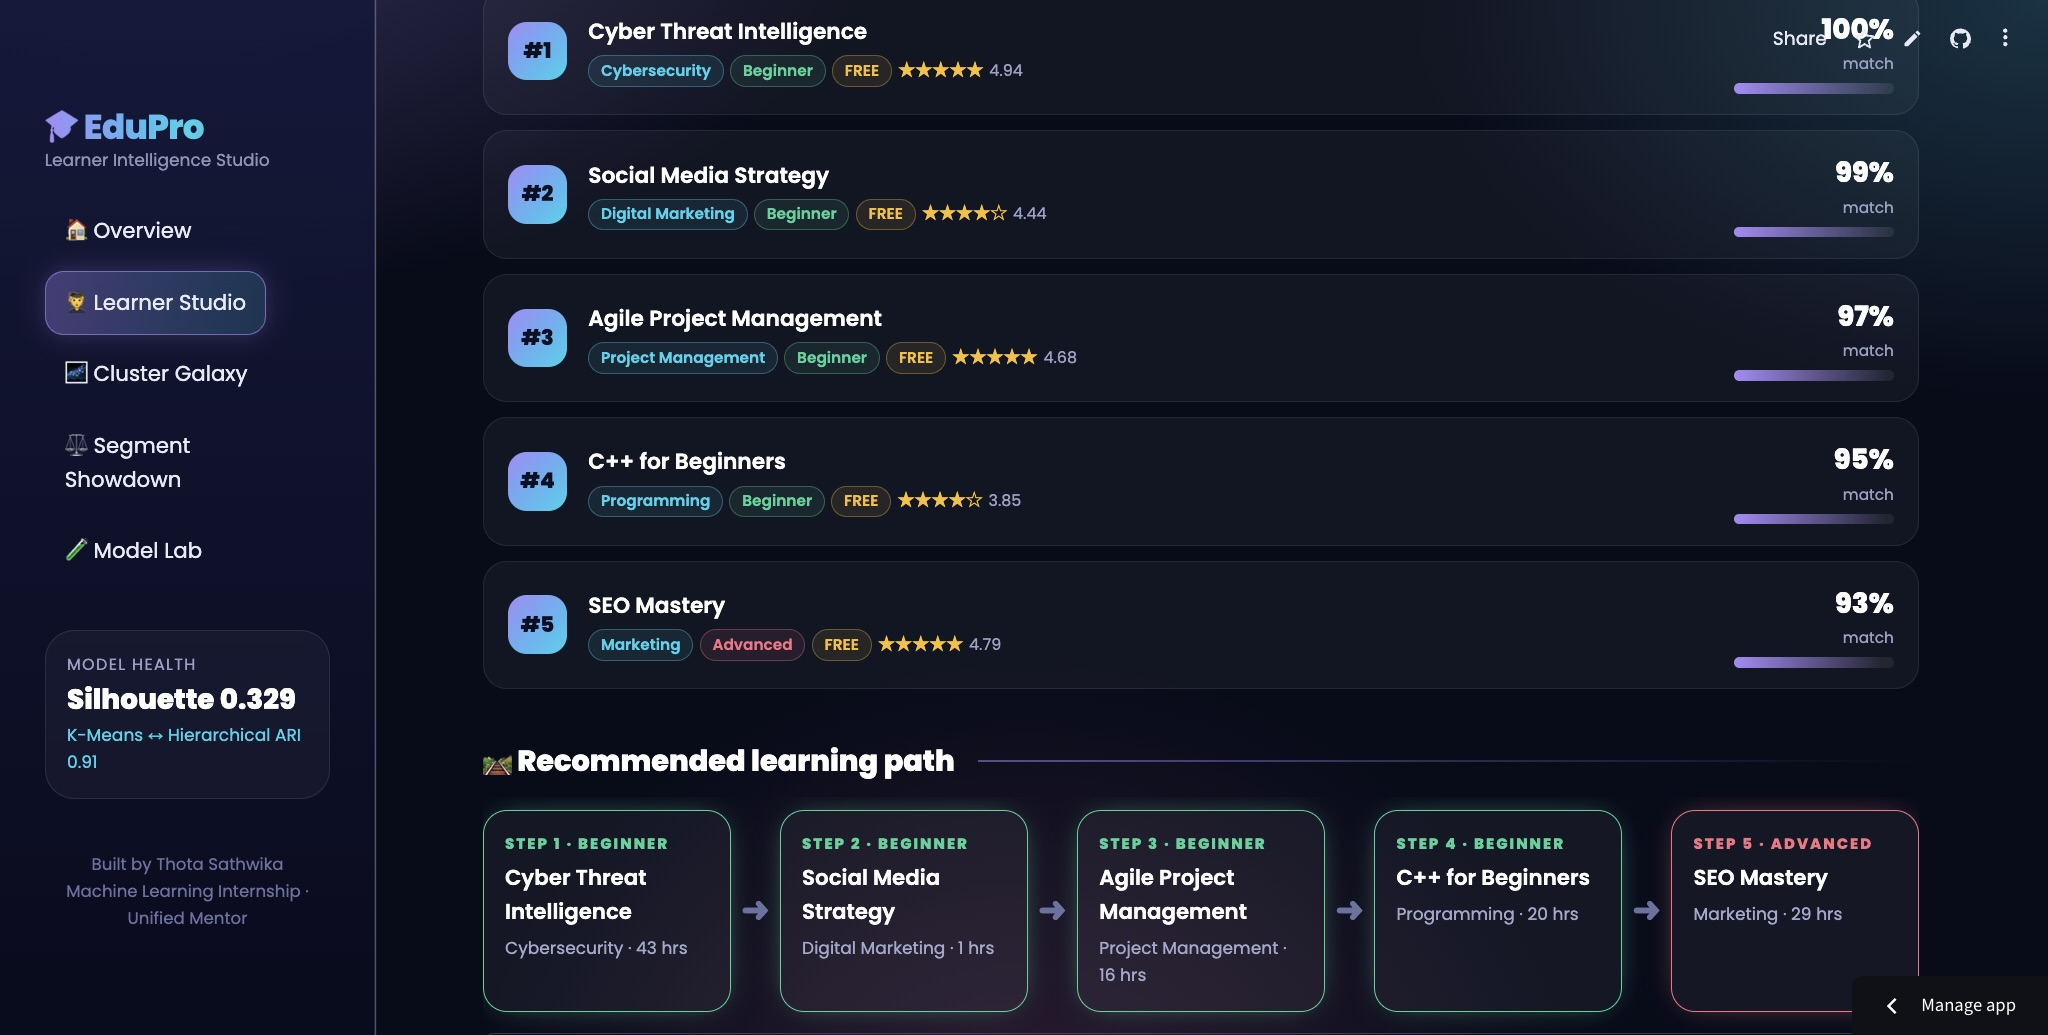 EduPro
Learner Intelligence Studio
Overview
Learner Studio
Cluster Galaxy
Segment
Showdown
Model Lab
MODEL HEALTH
Silhouette 0.329
K-Means ↔ Hierarchical ARI
0.91
Built by Thota Sathwika
Machine Learning Internship ·
Unified Mentor
Share
#1
Cyber Threat Intelligence
Cybersecurity Beginner FREE ★★★★★ 4.94
100%
match
#2
Social Media Strategy
Digital Marketing Beginner FREE ★★★★☆ 4.44
99%
match
#3
Agile Project Management
Project Management Beginner FREE ★★★★★ 4.68
97%
match
#4
C++ for Beginners
Programming Beginner FREE ★★★★☆ 3.85
95%
match
#5
SEO Mastery
Marketing Advanced FREE ★★★★★ 4.79
93%
match
Recommended learning path
STEP 1 · BEGINNER
Cyber Threat
Intelligence
Cybersecurity · 43 hrs
STEP 2 · BEGINNER
Social Media
Strategy
Digital Marketing · 1 hrs
STEP 3 · BEGINNER
Agile Project
Management
Project Management ·
16 hrs
STEP 4 · BEGINNER
C++ for Beginners
Programming · 20 hrs
STEP 5 · ADVANCED
SEO Mastery
Marketing · 29 hrs
Manage app